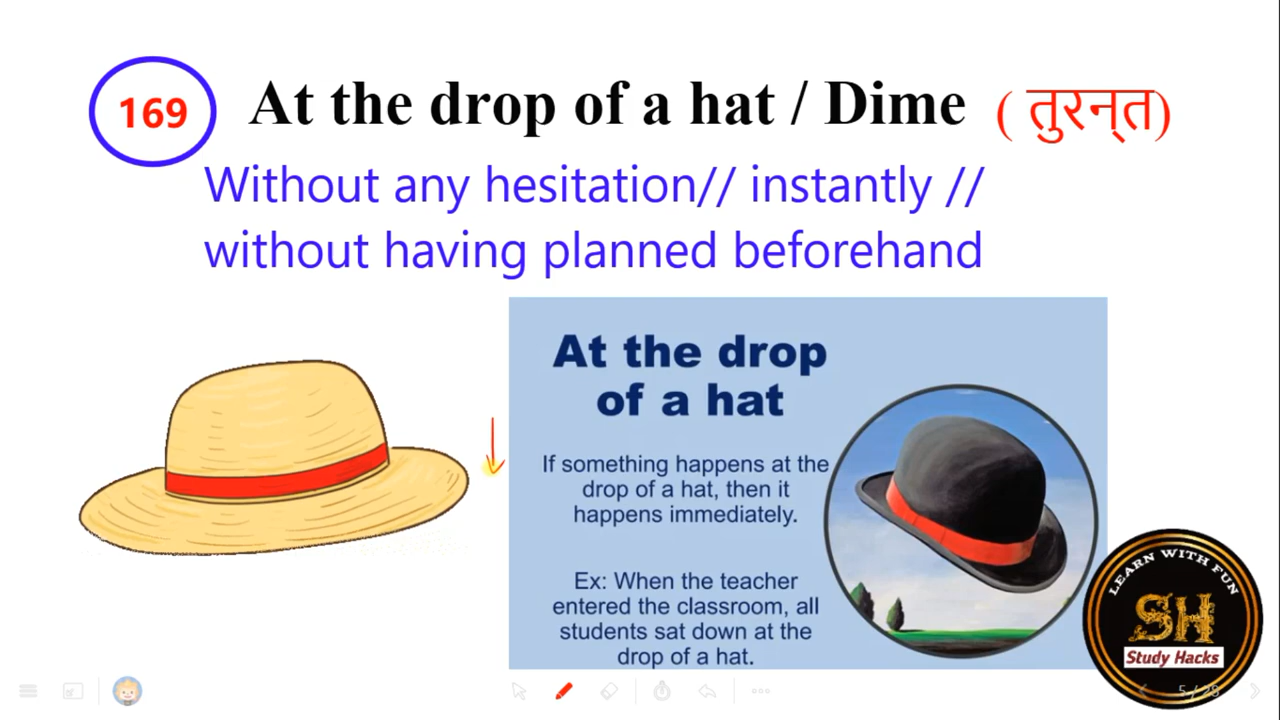 169
At the drop of a hat / Dime ( तुरन्त)
Without any hesitation// instantly //
without having planned beforehand
At the drop
of a hat
If something happens at the
drop of a hat, then it
happens immediately.
Ex: When the teacher
entered the classroom, all
students sat down at the
drop of a hat.
LEARN WITH FUN
SH
Study Hacks